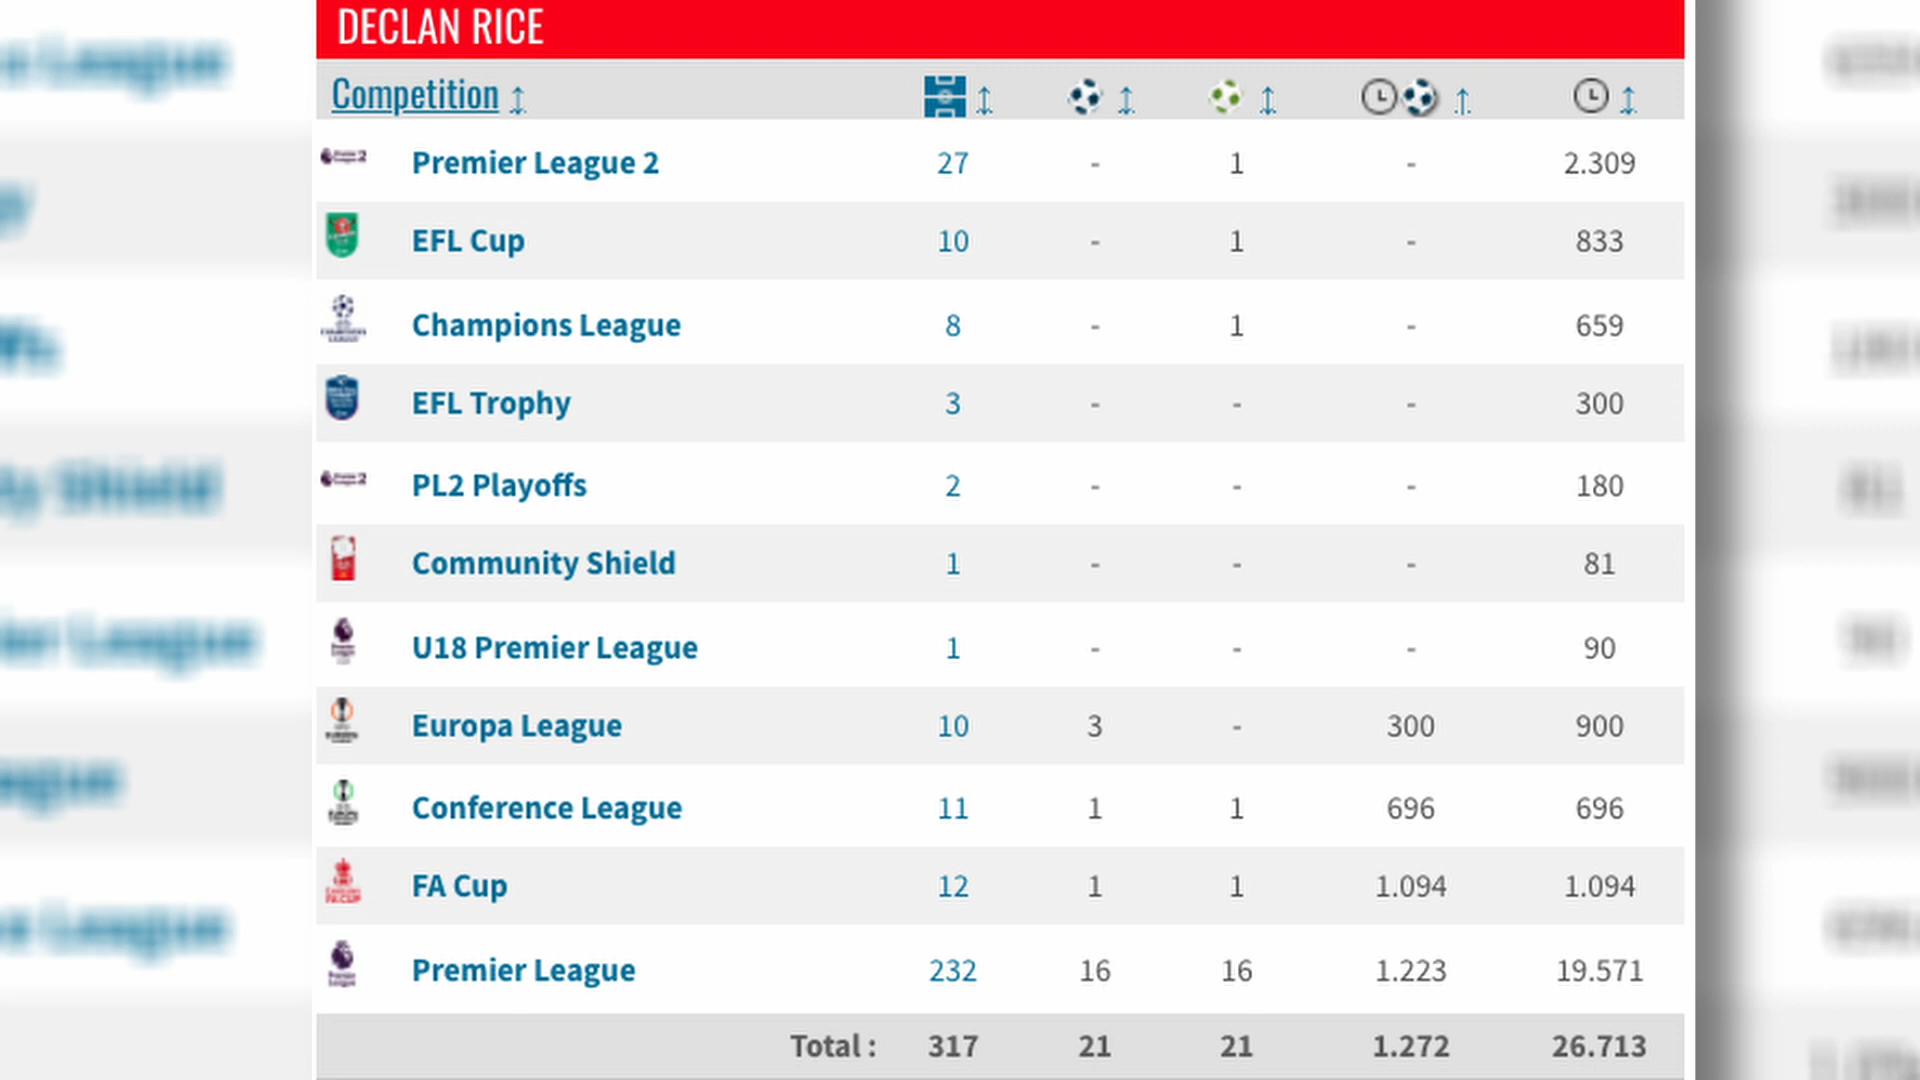 DECLAN RICE
Competition
Premier League 2 27 - 1 - 2.309
EFL Cup 10 - 1 - 833
Champions League 8 - 1 - 659
EFL Trophy 3 - - - 300
PL2 Playoffs 2 - - - 180
Community Shield 1 - - - 81
U18 Premier League 1 - - - 90
Europa League 10 3 - 300 900
Conference League 11 1 1 696 696
FA Cup 12 1 1 1.094 1.094
Premier League 232 16 16 1.223 19.571
Total : 317 21 21 1.272 26.713